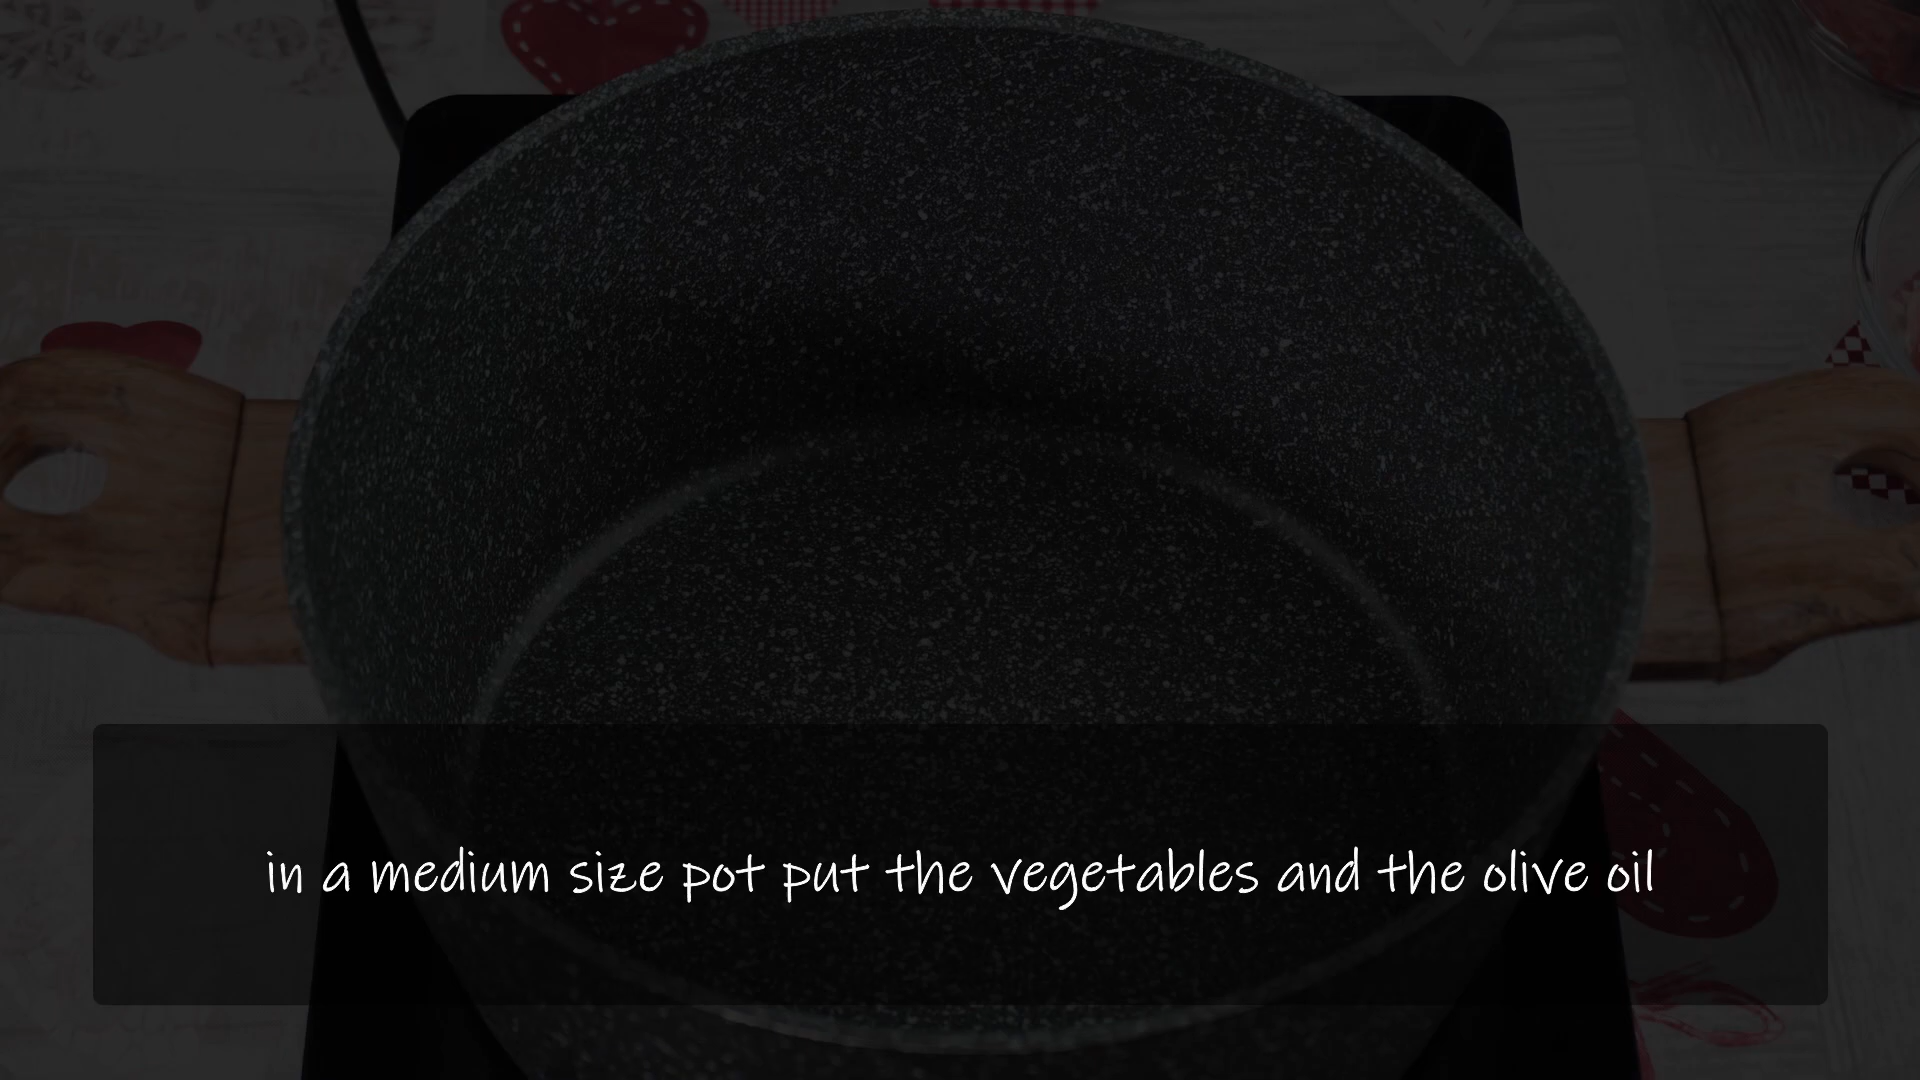 in a medium size pot put the vegetables and the olive oil